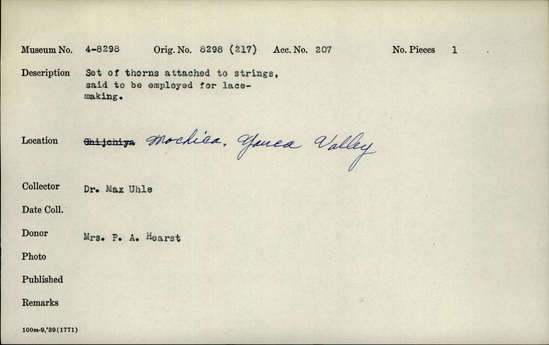 Museum No. 4-8298 Orig. No. 8298 (217) Acc. No. 207 No. Pieces 1
Description Set of thorns attached to strings,
said to be employed for lace-
making.
Location Chijchiya Mochica. Yauca Valley
Collector Dr. Max Uhle
Date Coll.
Donor Mrs. P. A. Hearst
Photo
Published
Remarks
100m-9,'39(1771)